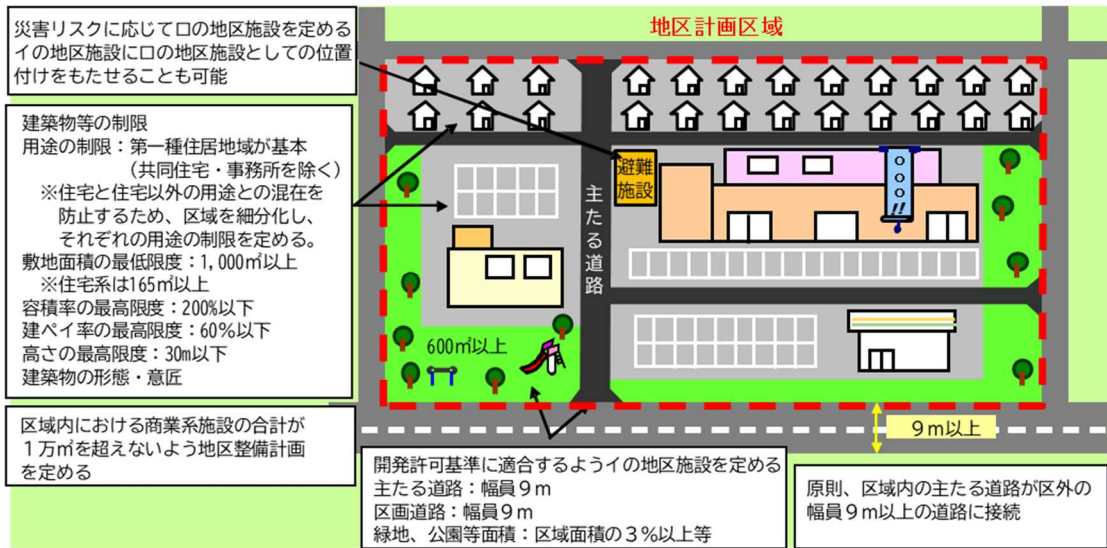 災害リスクに応じてロの地区施設を定める
イの地区施設にロの地区施設としての位置
付けをもたせることも可能
地区計画区域
建築物等の制限
用途の制限：第一種住居地域が基本
（共同住宅・事務所を除く）
※住宅と住宅以外の用途との混在を
防止するため、区域を細分化し、
それぞれの用途の制限を定める。
敷地面積の最低限度：1,000㎡以上
※住宅系は165㎡以上
容積率の最高限度：200%以下
建ペイ率の最高限度：60%以下
高さの最高限度：30m以下
建築物の形態・意匠
避難
施設
主たる道路
600㎡以上
区域内における商業系施設の合計が
１万㎡を超えないよう地区整備計画
を定める
９ｍ以上
開発許可基準に適合するようイの地区施設を定める
主たる道路：幅員９ｍ
区画道路：幅員９ｍ
緑地、公園等面積：区域面積の３％以上等
原則、区域内の主たる道路が区外の
幅員９ｍ以上の道路に接続